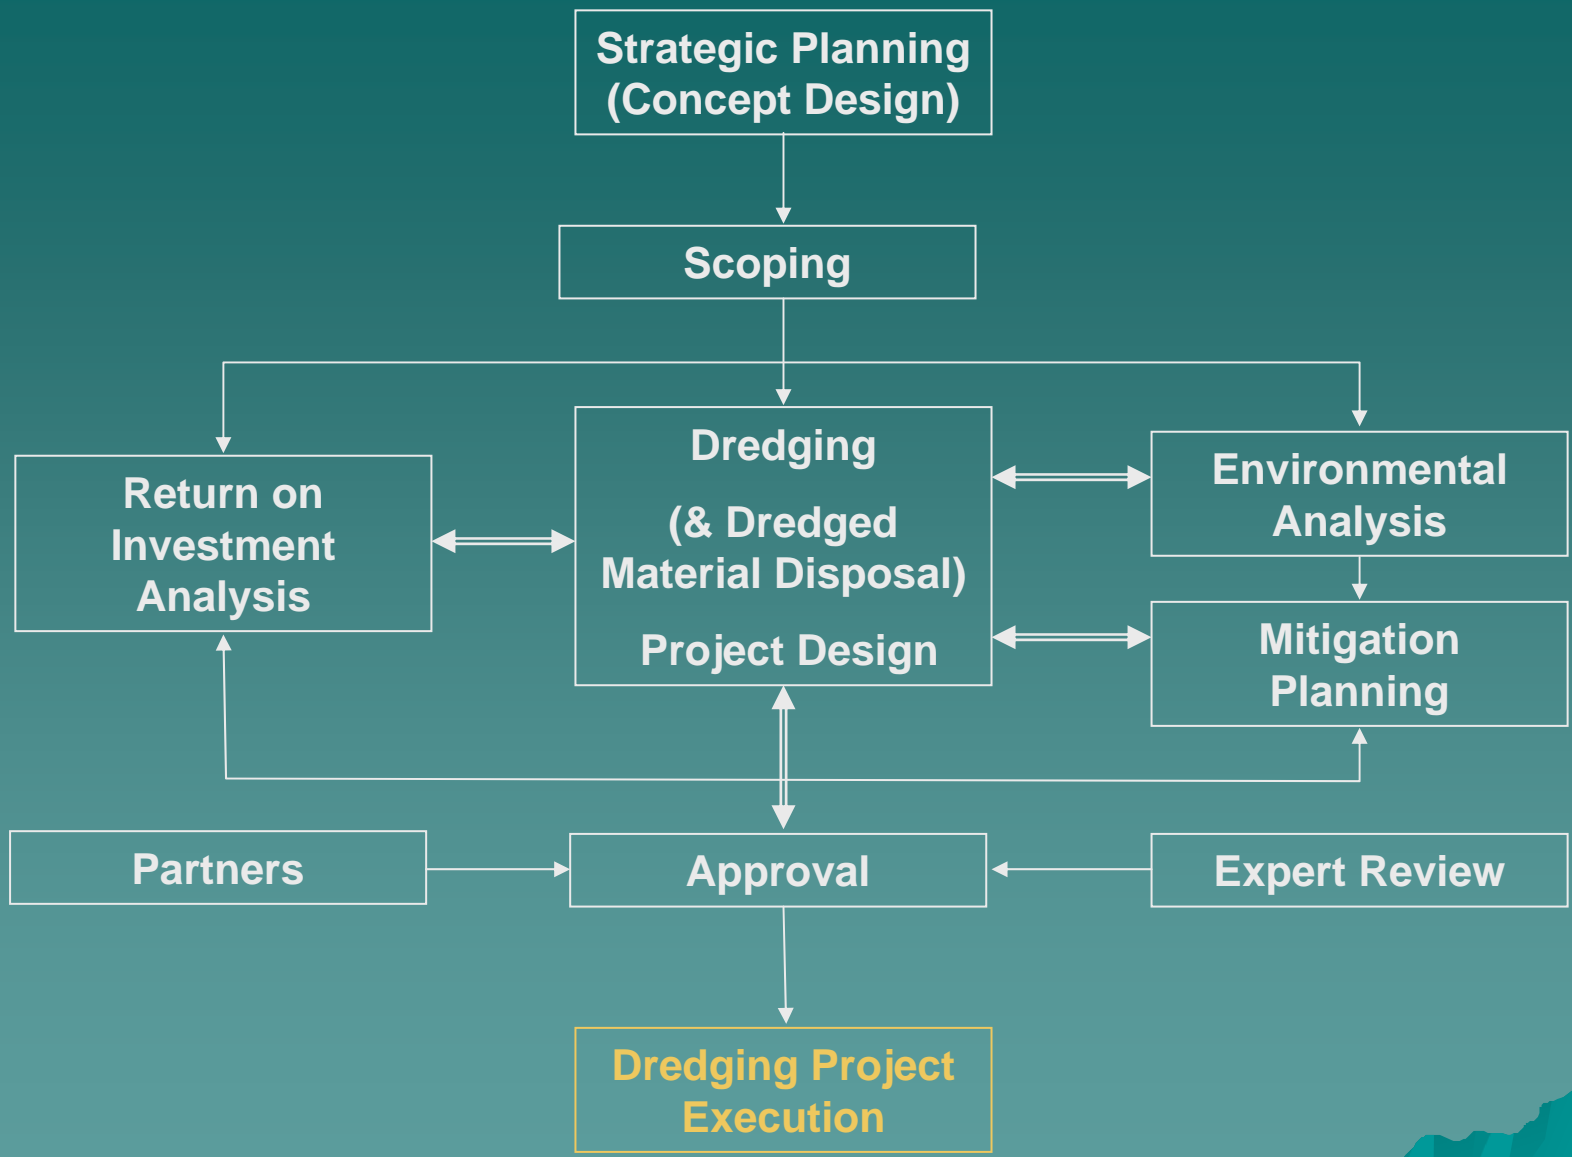 Strategic Planning
(Concept Design)
Scoping
Return on
Investment
Analysis
Dredging
(& Dredged
Material Disposal)
Project Design
Environmental
Analysis
Mitigation
Planning
Partners
Approval
Expert Review
Dredging Project
Execution